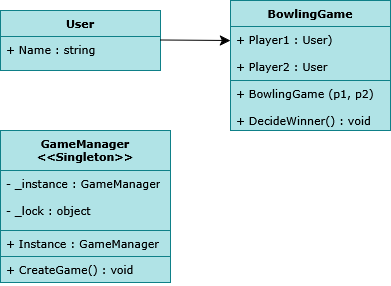 User
+ Name : string
BowlingGame
+ Player1 : User)
+ Player2 : User
+ BowlingGame (p1, p2)
+ DecideWinner() : void
GameManager
<<Singleton>>
- _instance : GameManager
- _lock : object
+ Instance : GameManager
+ CreateGame() : void